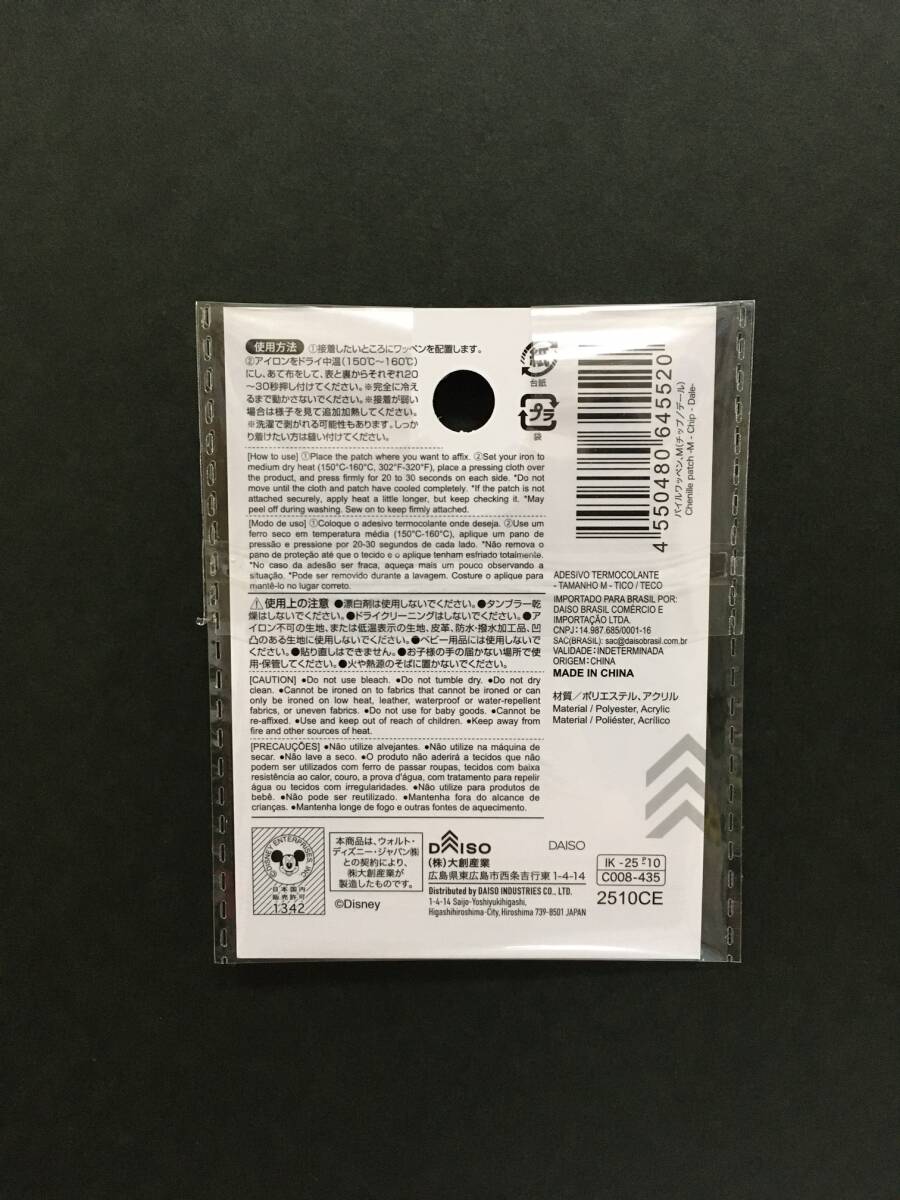 使用方法 ①接着したいところにワッペンを配置します。
②アイロンをドライ中温(150℃〜160℃)
にし、あて布をして、表と裏からそれぞれ20
〜30秒押し付けてください。※完全に冷え
るまで動かさないでください。※接着が弱い
場合は様子を見て追加加熱してください。
※洗濯で剥がれる可能性もあります。しっか
り着けたい方は縫い付けてください。
[How to use] ①Place the patch where you want to affix. ②Set your iron to
medium dry heat (150°C-160°C, 302°F-320°F), place a pressing cloth over
the product, and press firmly for 20 to 30 seconds on each side. *Do not
move until the cloth and patch have cooled completely. *If the patch is not
attached securely, apply heat a little longer, but keep checking it. *May
peel off during washing. Sew on to keep firmly attached.
[Modo de uso] ①Coloque o adesivo termocolante onde deseja. ②Use um
ferro seco em temperatura média (150°C-160°C), aplique um pano de
pressão e pressione por 20-30 segundos de cada lado. *Não remova o
pano de proteção até que o tecido e o aplique tenham esfriado totalmente.
*No caso da adesão ser fraca, aqueça mais um pouco observando a
situação. *Pode ser removido durante a lavagem. Costure o aplique para
mantê-lo no lugar correto.
⚠使用上の注意 ●漂白剤は使用しないでください。●タンブラー乾
燥はしないでください。●ドライクリーニングはしないでください。●ア
イロン不可の生地、または低温表示の生地、皮革、防水・撥水加工品、凹
凸のある生地に使用しないでください。●ベビー用品には使用しないで
ください。●貼り直しはできません。●お子様の手の届かない場所で使
用・保管してください。●火や熱源のそばに置かないでください。
[CAUTION] ●Do not use bleach. ●Do not tumble dry. ●Do not dry
clean. ●Cannot be ironed on to fabrics that cannot be ironed or can
only be ironed on low heat, leather, waterproof or water-repellent
fabrics, or uneven fabrics. ●Do not use for baby goods. ●Cannot be
re-affixed. ●Use and keep out of reach of children. ●Keep away from
fire and other sources of heat.
[PRECAUÇÕES] ●Não utilize alvejantes. ●Não utilize na máquina de
secar. ●Não lave a seco. ●O produto não aderirá a tecidos que não
podem ser utilizados com ferro de passar roupas, tecidos com baixa
resistência ao calor, couro, a prova d'água, com tratamento para repelir
água ou tecidos com irregularidades. ●Não utilize para produtos de
bebê. ●Não pode ser reutilizado. ●Mantenha fora do alcance de
crianças. ●Mantenha longe de fogo e outras fontes de aquecimento.
紙
台紙
プラ
袋
4 550480 645520
パイルワッペン、M(チップ/デール)
Chenille patch -M - Chip - Dale-
ADESIVO TERMOCOLANTE
- TAMANHO M - TICO / TECO
IMPORTADO PARA BRASIL POR:
DAISO BRASIL COMÉRCIO E
IMPORTAÇÃO LTDA.
CNPJ: 14.987.685/0001-16
SAC(BRASIL): sac@daisobrasil.com.br
VALIDADE: INDETERMINADA
ORIGEM: CHINA
MADE IN CHINA
材質/ポリエステル、アクリル
Material / Polyester, Acrylic
Material / Poliéster, Acrílico
©DISNEY ENTERPRISES, INC.
日本国内
販売許可
1342
本商品は、ウォルト・
ディズニー・ジャパン㈱
との契約により、
㈱大創産業が
製造したものです。
©Disney
DAISO
DAISO
(株)大創産業
広島県東広島市西条吉行東1-4-14
Distributed by DAISO INDUSTRIES CO., LTD.
1-4-14 Saijo-Yoshiyukihigashi,
Higashihiroshima-City, Hiroshima 739-8501 JAPAN
C008-435
2510CE